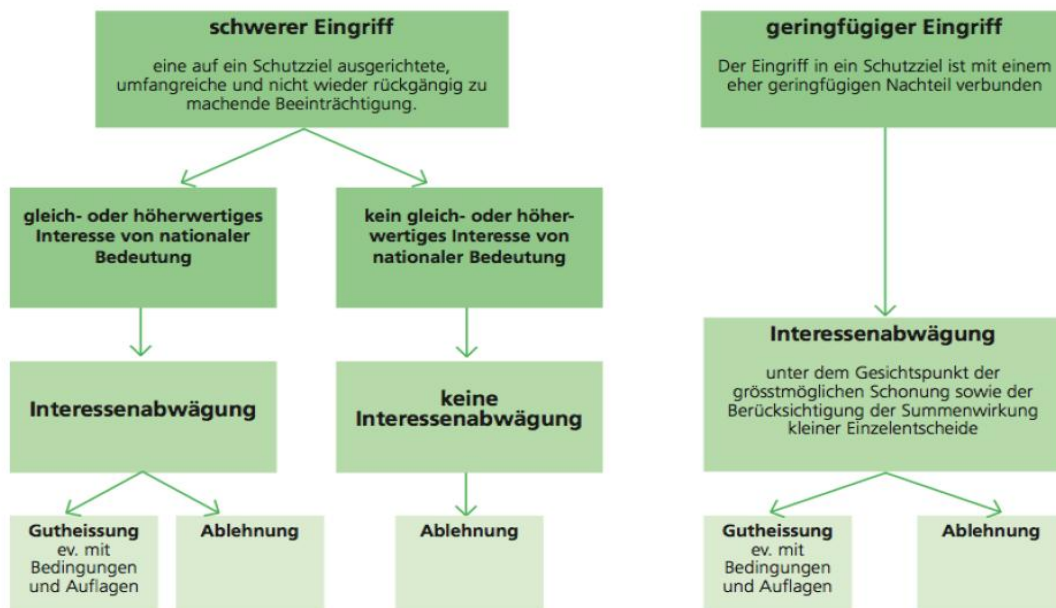 schwerer Eingriff
eine auf ein Schutzziel ausgerichtete,
umfangreiche und nicht wieder rückgängig zu
machende Beeinträchtigung.
geringfügiger Eingriff
Der Eingriff in ein Schutzziel ist mit einem
eher geringfügigen Nachteil verbunden
gleich- oder höherwertiges
Interesse von nationaler
Bedeutung
kein gleich- oder höher-
wertiges Interesse von
nationaler Bedeutung
Interessenabwägung
keine
Interessenabwägung
Interessenabwägung
unter dem Gesichtspunkt der
grösstmöglichen Schonung sowie der
Berücksichtigung der Summenwirkung
kleiner Einzelentscheide
Gutheissung
ev. mit
Bedingungen
und Auflagen
Ablehnung
Ablehnung
Gutheissung
ev. mit
Bedingungen
und Auflagen
Ablehnung